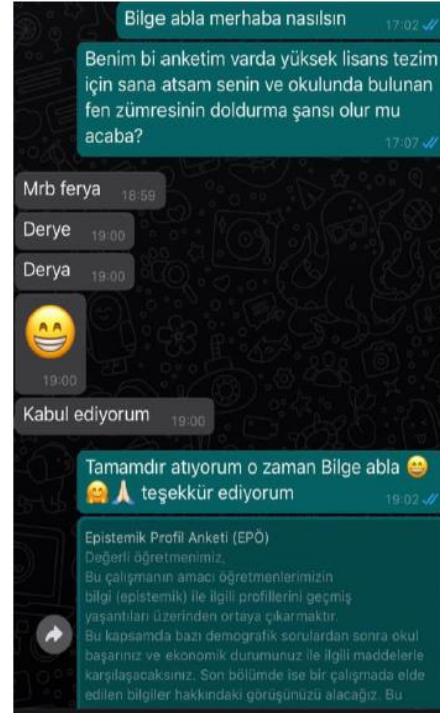 Bilge abla merhaba nasılsın
17:02
Benim bi anketim varda yüksek lisans tezim
için sana atsam senin ve okulunda bulunan
fen zümresinin doldurma şansı olur mu
acaba?
17:07
Mrb ferya 18:59
Derye 19:00
Derya 19:00
😁
19:00
Kabul ediyorum 19:00
Tamamdır atıyorum o zaman Bilge abla 😁
🤗🙏 teşekkür ediyorum
19:02
Epistemik Profil Anketi (EPÖ)
Değerli öğretmenimiz,
Bu çalışmanın amacı öğretmenlerimizin
bilgi (epistemik) ile ilgili profillerini geçmiş
yaşantıları üzerinden ortaya çıkarmaktır.
Bu kapsamda bazı demografik sorulardan sonra okul
başarınız ve ekonomik durumunuz ile ilgili maddelerle
karşılaşacaksınız. Son bölümde ise bir çalışmada elde
edilen bilgiler hakkındaki görüşünüzü alacağız. Bu